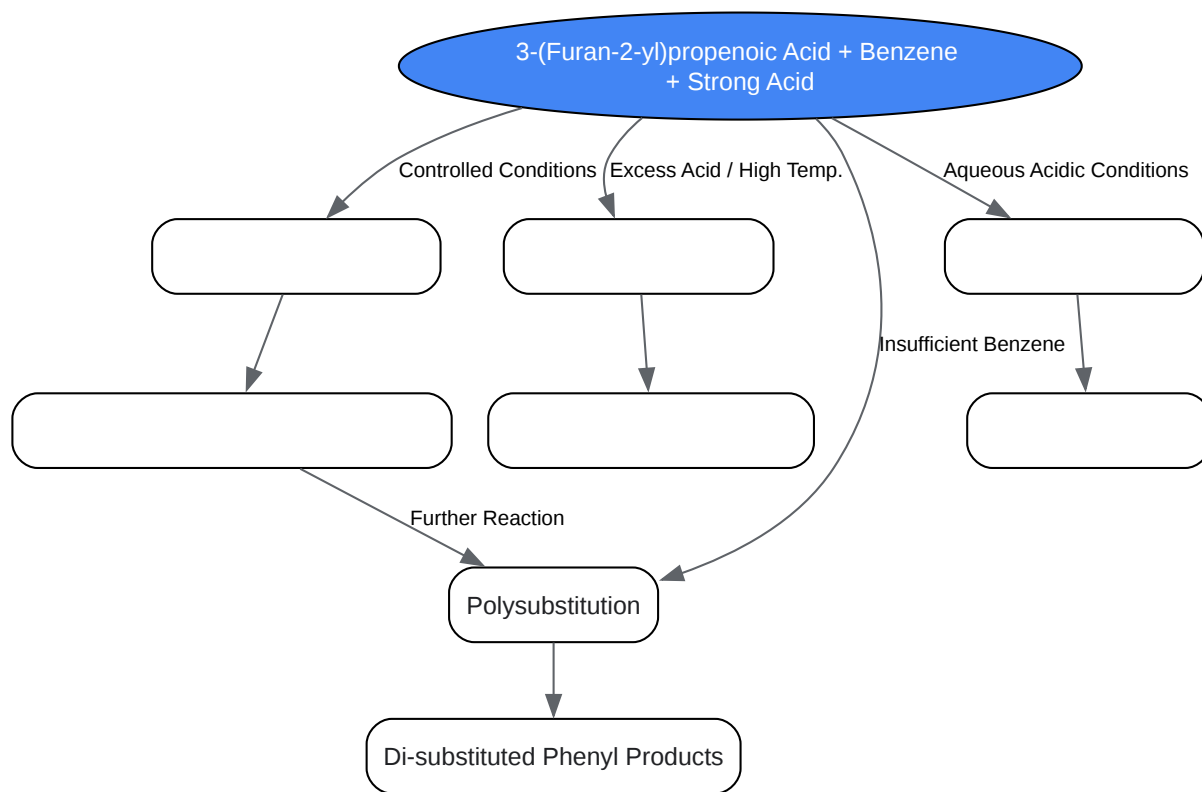 3-(Furan-2-yl)propenoic Acid + Benzene
+ Strong Acid
Controlled Conditions
Excess Acid / High Temp.
Aqueous Acidic Conditions
Insufficient Benzene
Further Reaction
Polysubstitution
Di-substituted Phenyl Products